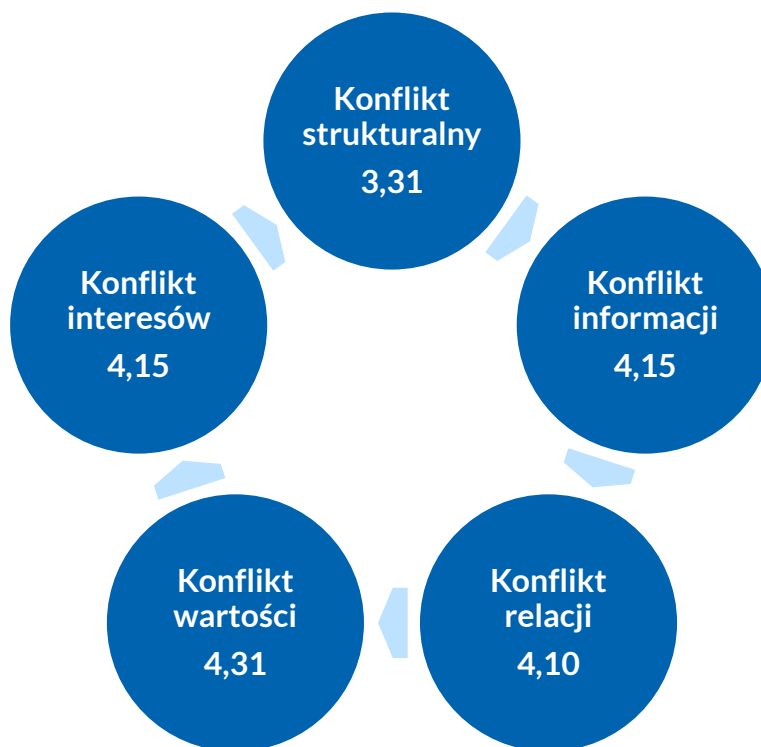 Konflikt
strukturalny
3,31
Konflikt
informacji
4,15
Konflikt
relacji
4,10
Konflikt
wartości
4,31
Konflikt
interesów
4,15